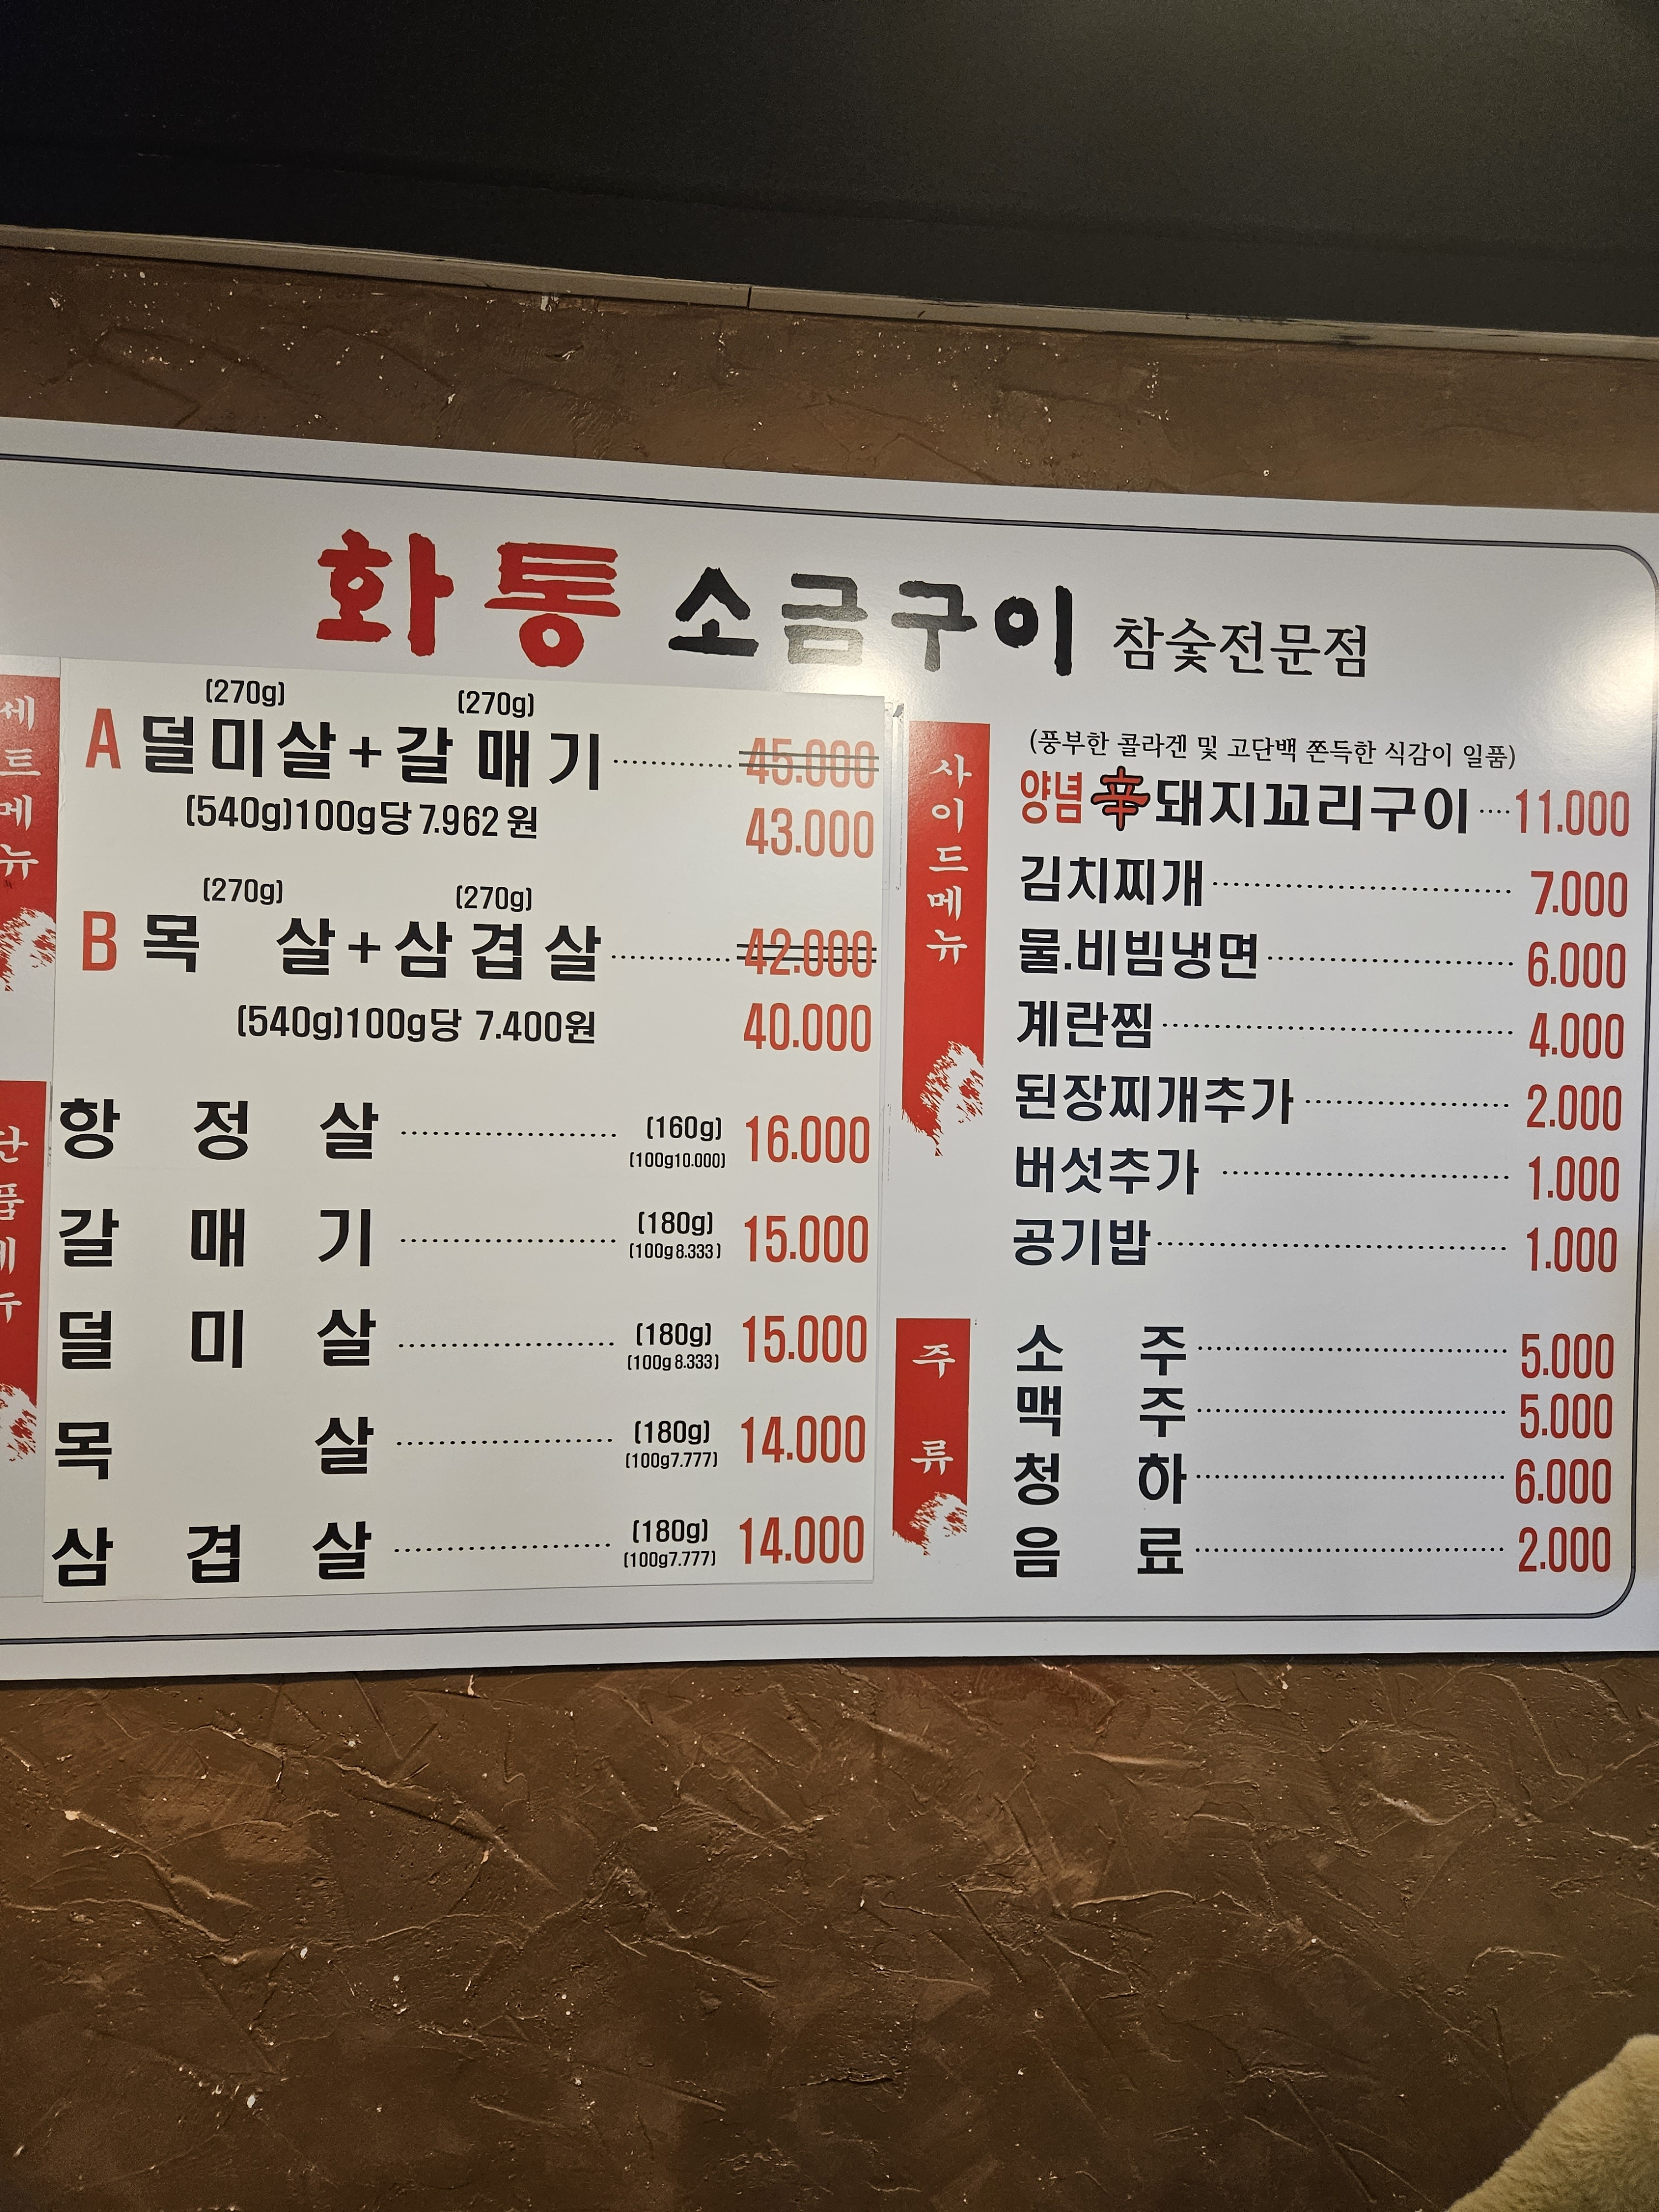 화통 소금구이 참숯전문점
세트메뉴
(270g) (270g)
A 덜미살+갈매기 45.000
(540g)100g당 7.962 원 43.000
(270g) (270g)
B 목 살+삼겹살 42.000
(540g)100g당 7.400원 40.000
단품메뉴
항 정 살 (160g) 16.000
(100g10.000)
갈 매 기 (180g) 15.000
(100g8.333)
덜 미 살 (180g) 15.000
(100g8.333)
목 살 (180g) 14.000
(100g7.777)
삼 겹 살 (180g) 14.000
(100g7.777)
사이드메뉴
(풍부한 콜라겐 및 고단백 쫀득한 식감이 일품)
양념 辛 돼지꼬리구이 11.000
김치찌개 7.000
물.비빔냉면 6.000
계란찜 4.000
된장찌개추가 2.000
버섯추가 1.000
공기밥 1.000
주류
소 주 5.000
맥 주 5.000
청 하 6.000
음 료 2.000